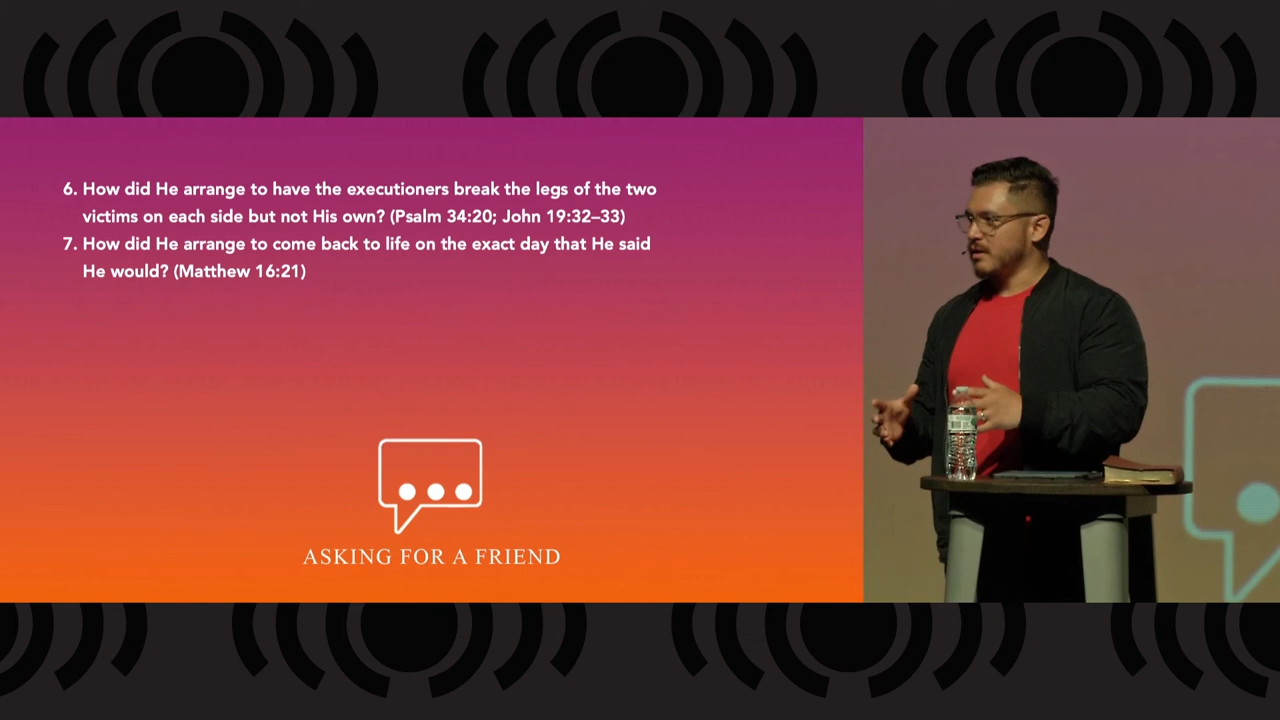 6. How did He arrange to have the executioners break the legs of the two
victims on each side but not His own? (Psalm 34:20; John 19:32–33)
7. How did He arrange to come back to life on the exact day that He said
He would? (Matthew 16:21)
ASKING FOR A FRIEND